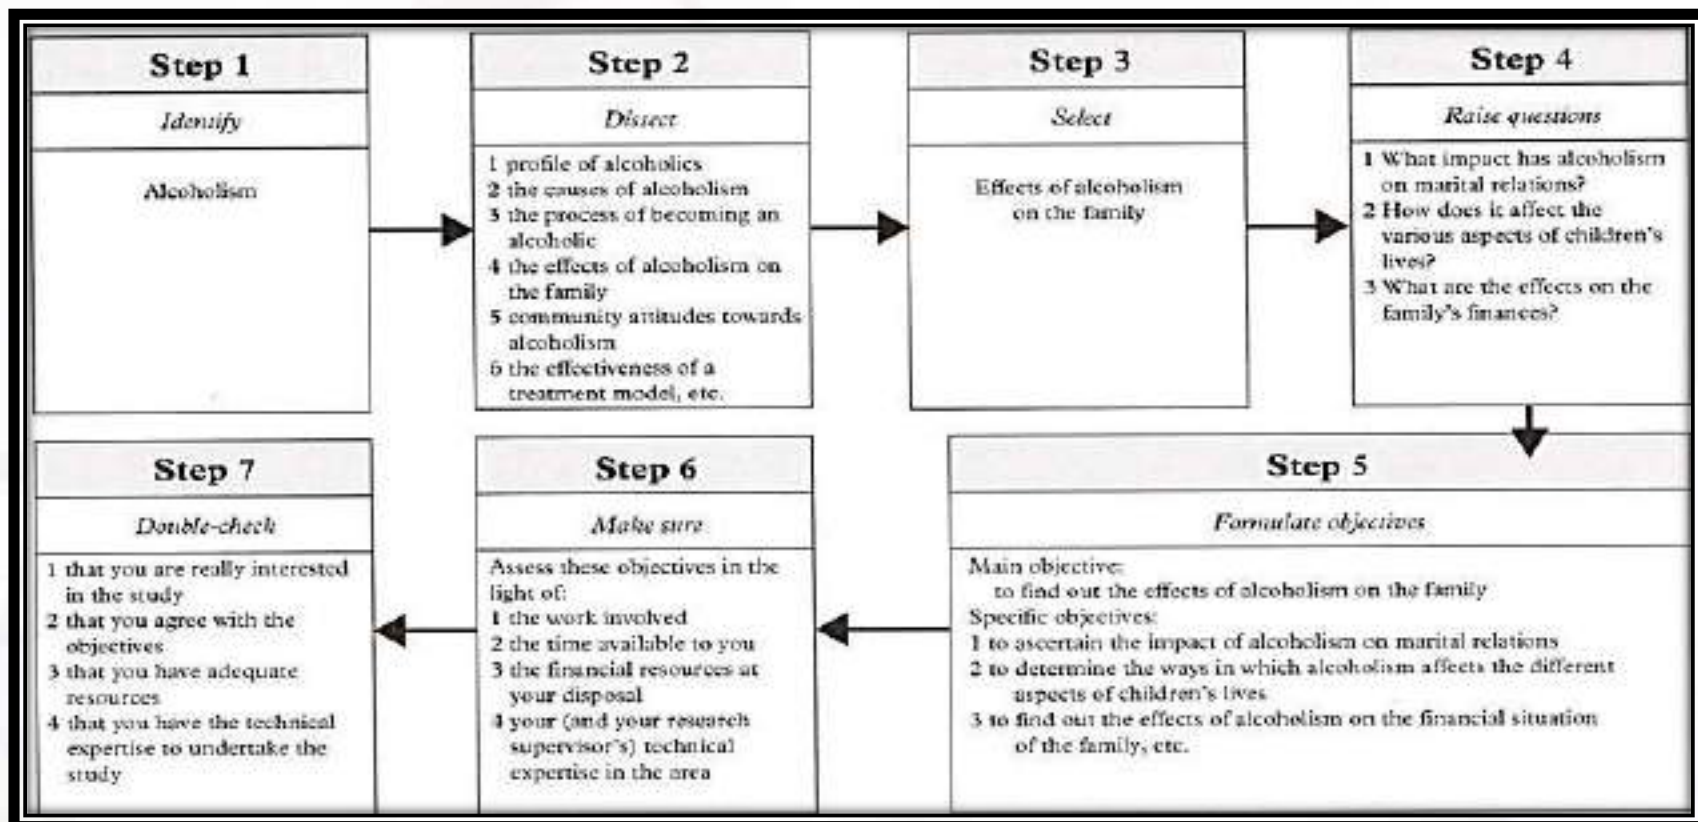 Step 1
Identify
Alcoholism
Step 2
Dissect
1 profile of alcoholics
2 the causes of alcoholism
3 the process of becoming an
alcoholic
4 the effects of alcoholism on
the family
5 community attitudes towards
alcoholism
6 the effectiveness of a
treatment model, etc.
Step 3
Select
Effects of alcoholism
on the family
Step 4
Raise questions
1 What impact has alcoholism
on marital relations?
2 How does it affect the
various aspects of children's
lives?
3 What are the effects on the
family's finances?
Step 5
Formulate objectives
Main objective:
to find out the effects of alcoholism on the family
Specific objectives:
1 to ascertain the impact of alcoholism on marital relations
2 to determine the ways in which alcoholism affects the different
aspects of children's lives
3 to find out the effects of alcoholism on the financial situation
of the family, etc.
Step 6
Make sure
Assess these objectives in the
light of:
1 the work involved
2 the time available to you
3 the financial resources at
your disposal
4 your (and your research
supervisor's) technical
expertise in the area
Step 7
Double-check
1 that you are really interested
in the study
2 that you agree with the
objectives
3 that you have adequate
resources
4 that you have the technical
expertise to undertake the
study